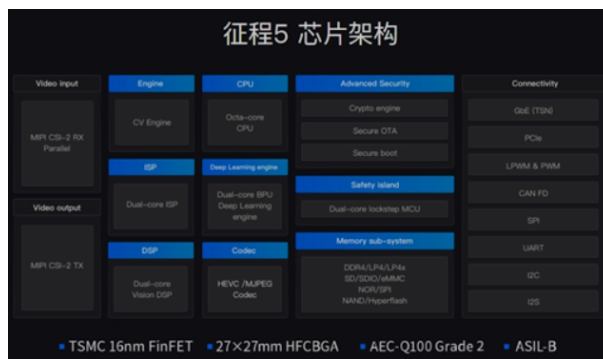 征程5 芯片架构
Video input
MIPI CSI-2 RX
Parallel
Video output
MIPI CSI-2 TX
Engine
CV Engine
ISP
Dual-core ISP
DSP
Dual-core
Vision DSP
CPU
Octa-core
CPU
Deep Learning engine
Dual-core BPU
Deep Learning
engine
Codec
HEVC /MJPEG
Codec
Advanced Security
Crypto engine
Secure OTA
Secure boot
Safety island
Dual-core lockstep MCU
Memory sub-system
DDR4/LP4/LP4x
SD/SDIO/eMMC
NOR/SPI
NAND/Hyperflash
Connectivity
GbE (TSN)
PCIe
LPWM & PWM
CAN FD
SPI
UART
I2C
I2S
▪ TSMC 16nm FinFET ▪ 27×27mm HFCBGA ▪ AEC-Q100 Grade 2 ▪ ASIL-B